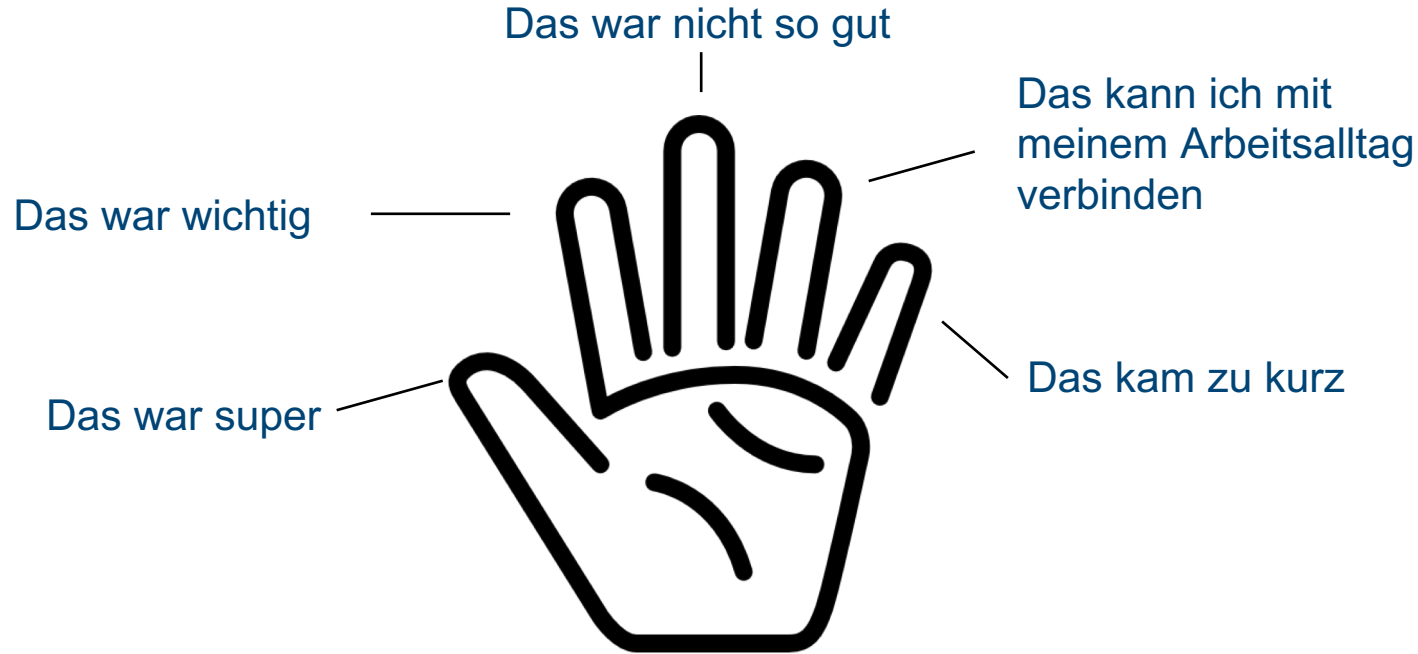 Das war nicht so gut
Das kann ich mit
meinem Arbeitsalltag
verbinden
Das war wichtig
Das kam zu kurz
Das war super